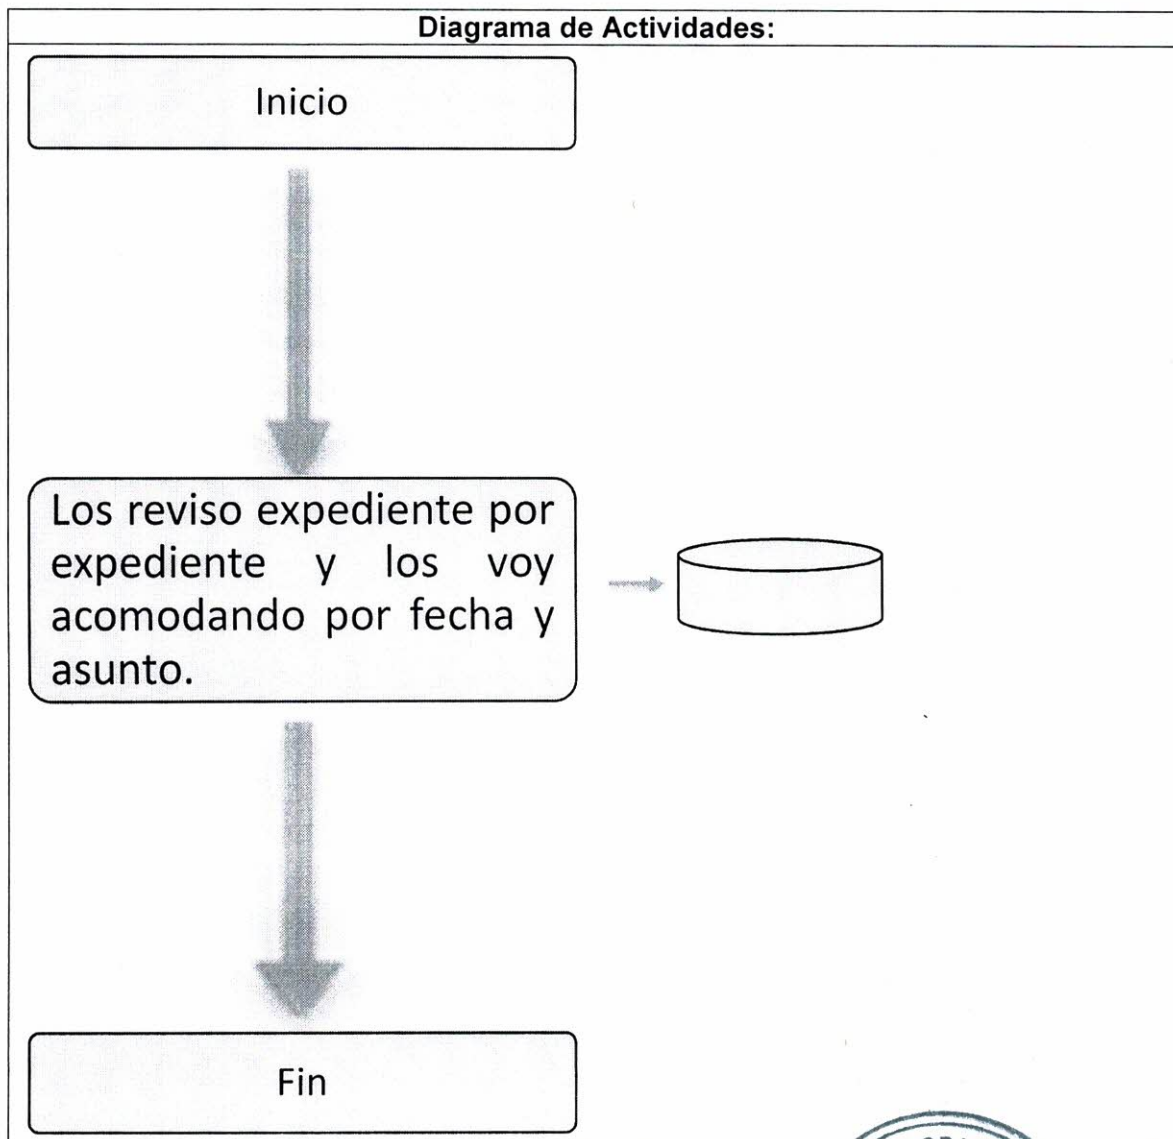 Diagrama de Actividades:
Inicio
Los reviso expediente por
expediente y los voy
acomodando por fecha y
asunto.
Fin